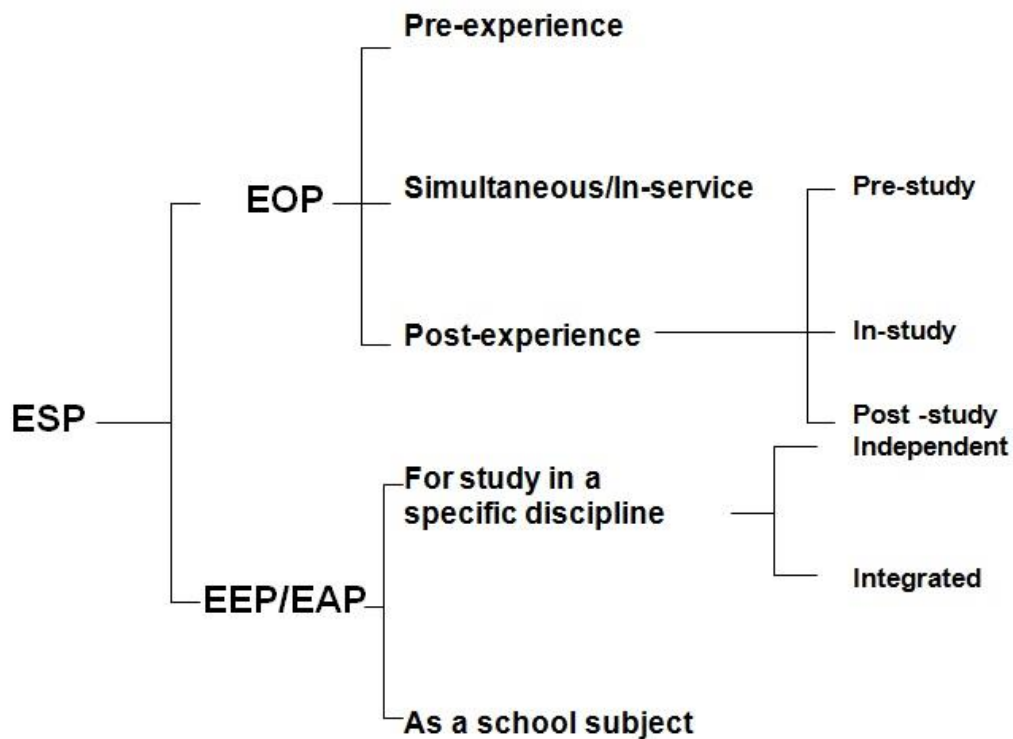 Pre-experience
Simultaneous/In-service
Pre-study
EOP
Post-experience
In-study
ESP
Post -study
Independent
For study in a
specific discipline
Integrated
EEP/EAP
As a school subject